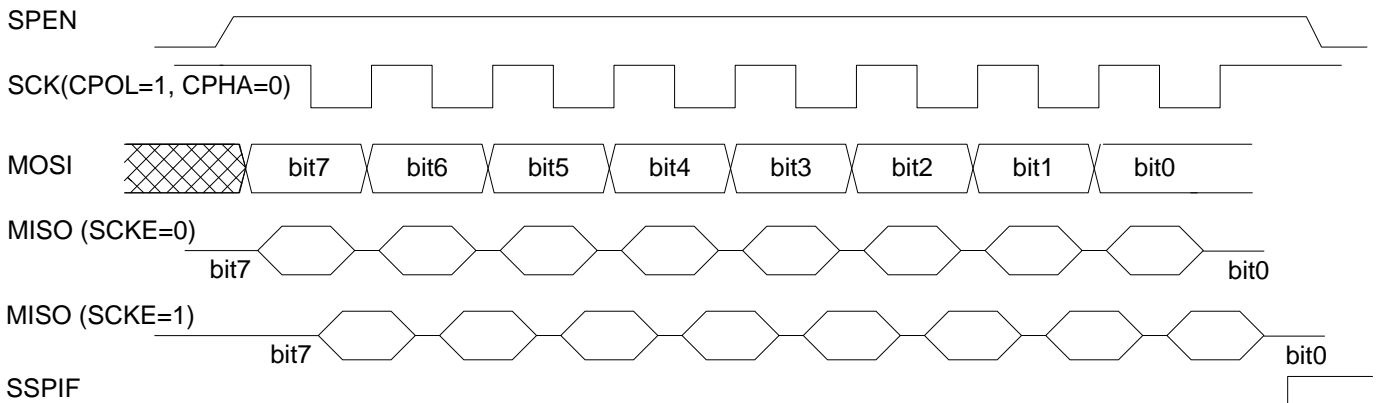 SPEN
SCK(CPOL=1, CPHA=0)
MOSI bit7 bit6 bit5 bit4 bit3 bit2 bit1 bit0
MISO (SCKE=0)
bit7 bit0
MISO (SCKE=1)
bit7 bit0
SSPIF